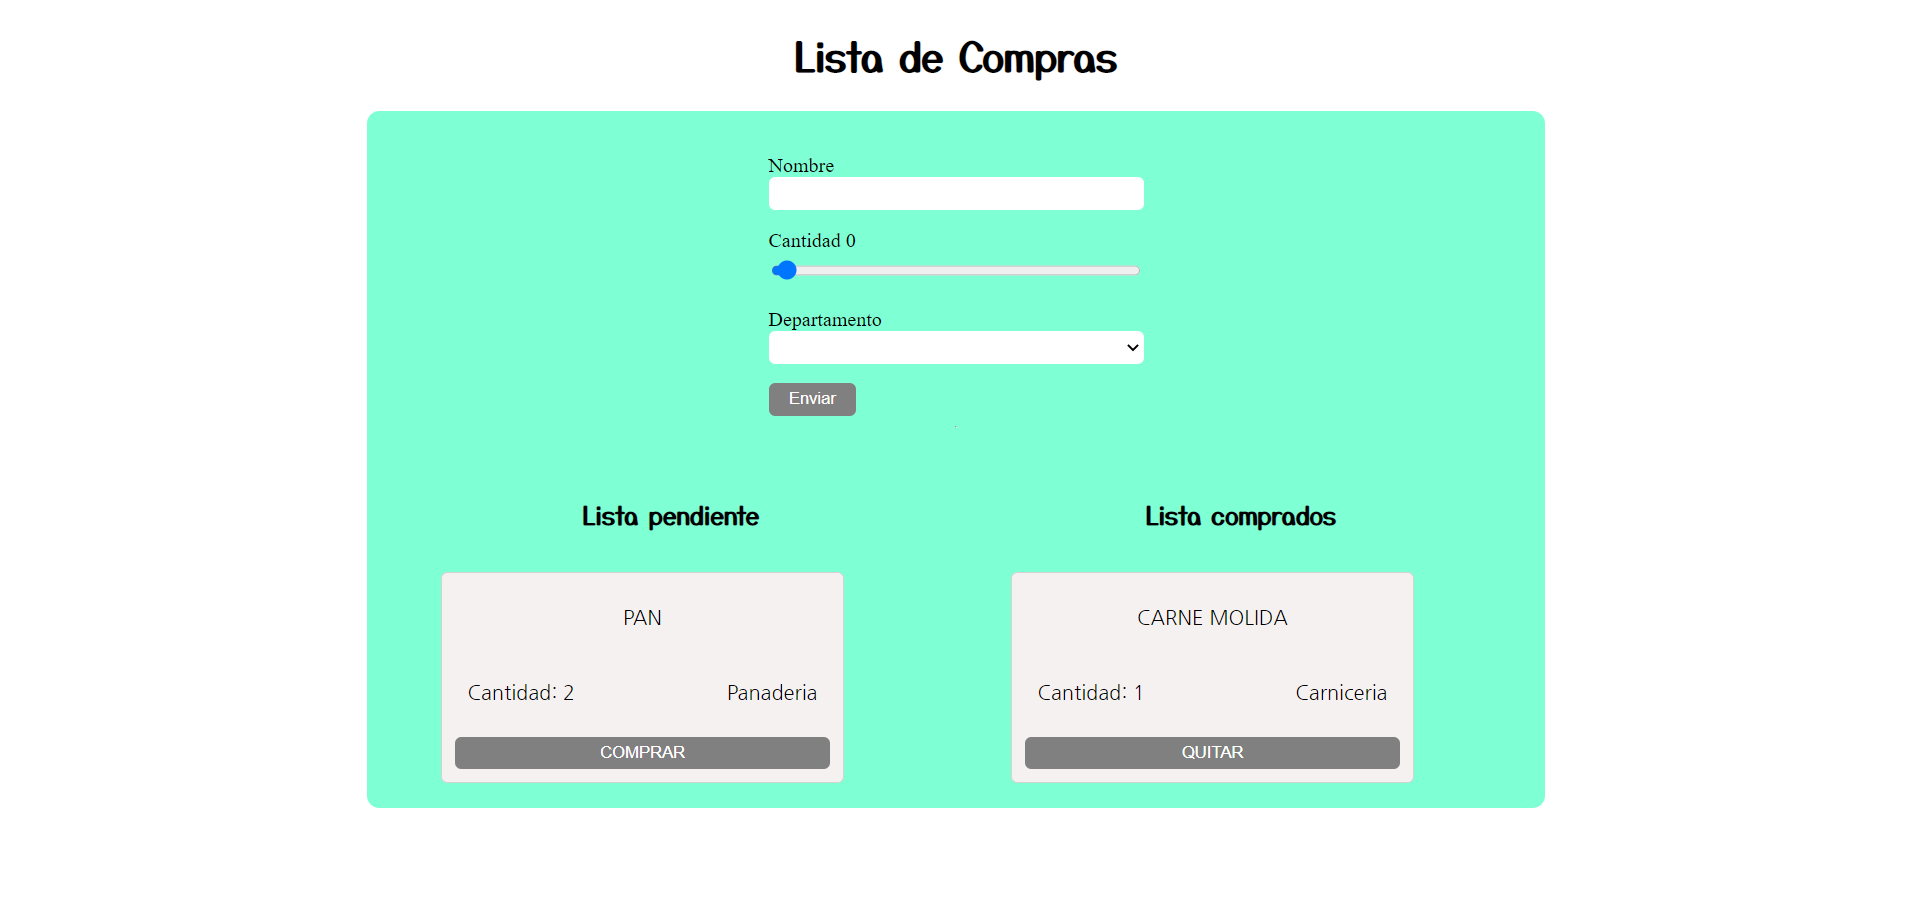 Lista de Compras
Nombre
Cantidad 0
Departamento
Enviar
Lista pendiente
PAN
Cantidad: 2 Panaderia
COMPRAR
Lista comprados
CARNE MOLIDA
Cantidad: 1 Carniceria
QUITAR